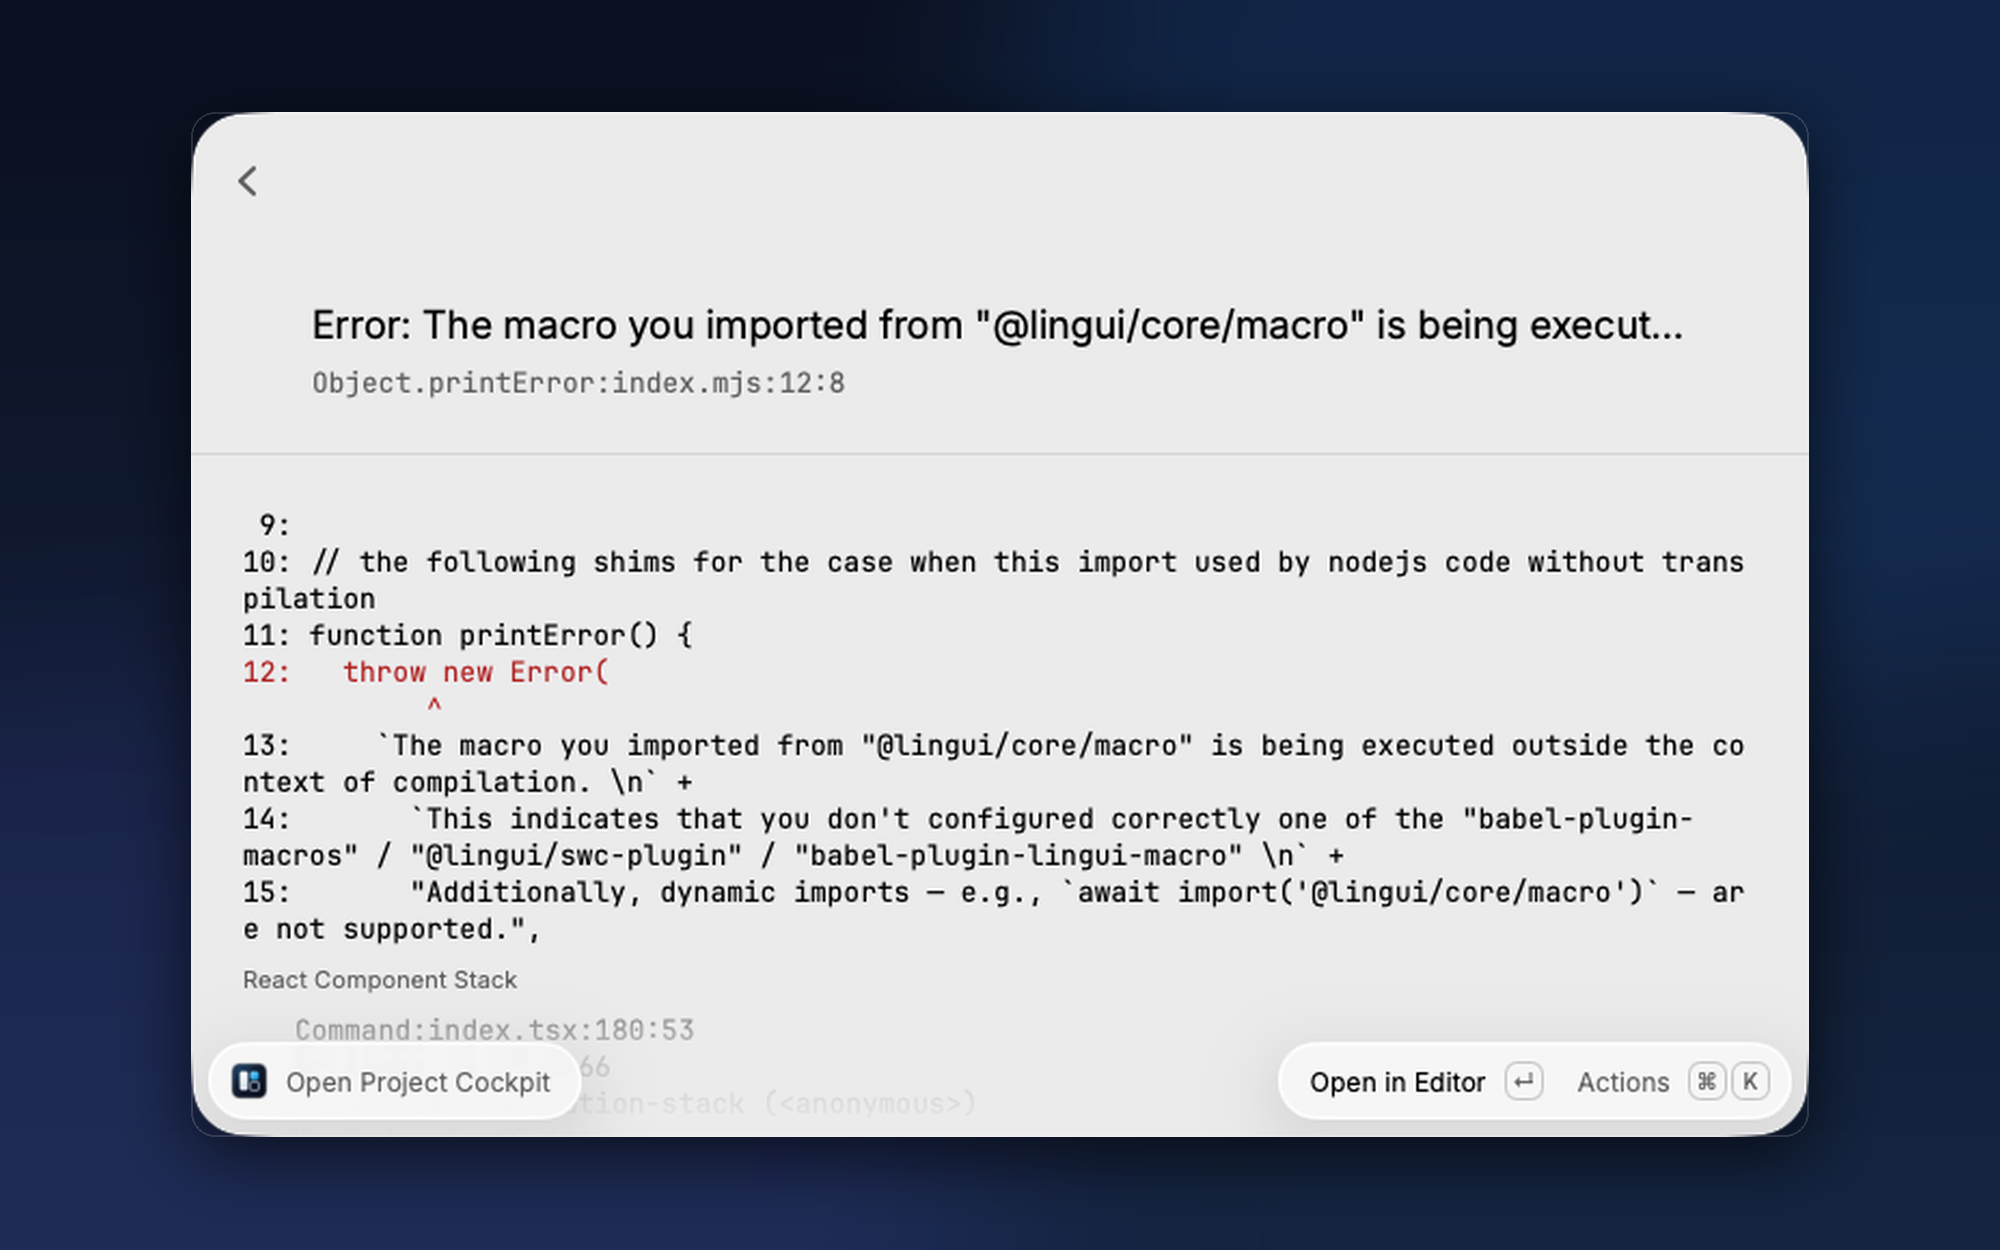 Error: The macro you imported from "@lingui/core/macro" is being execut...
Object.printError:index.mjs:12:8
9:
10: // the following shims for the case when this import used by nodejs code without trans
pilation
11: function printError() {
12:   throw new Error(
^
13:     `The macro you imported from "@lingui/core/macro" is being executed outside the co
ntext of compilation. \n` +
14:       `This indicates that you don't configured correctly one of the "babel-plugin-
macros" / "@lingui/swc-plugin" / "babel-plugin-lingui-macro" \n` +
15:       "Additionally, dynamic imports — e.g., `await import('@lingui/core/macro')` — ar
e not supported.",
React Component Stack
Command:index.tsx:180:53
66
tion-stack (<anonymous>)
Open Project Cockpit
Open in Editor ↵ Actions ⌘ K